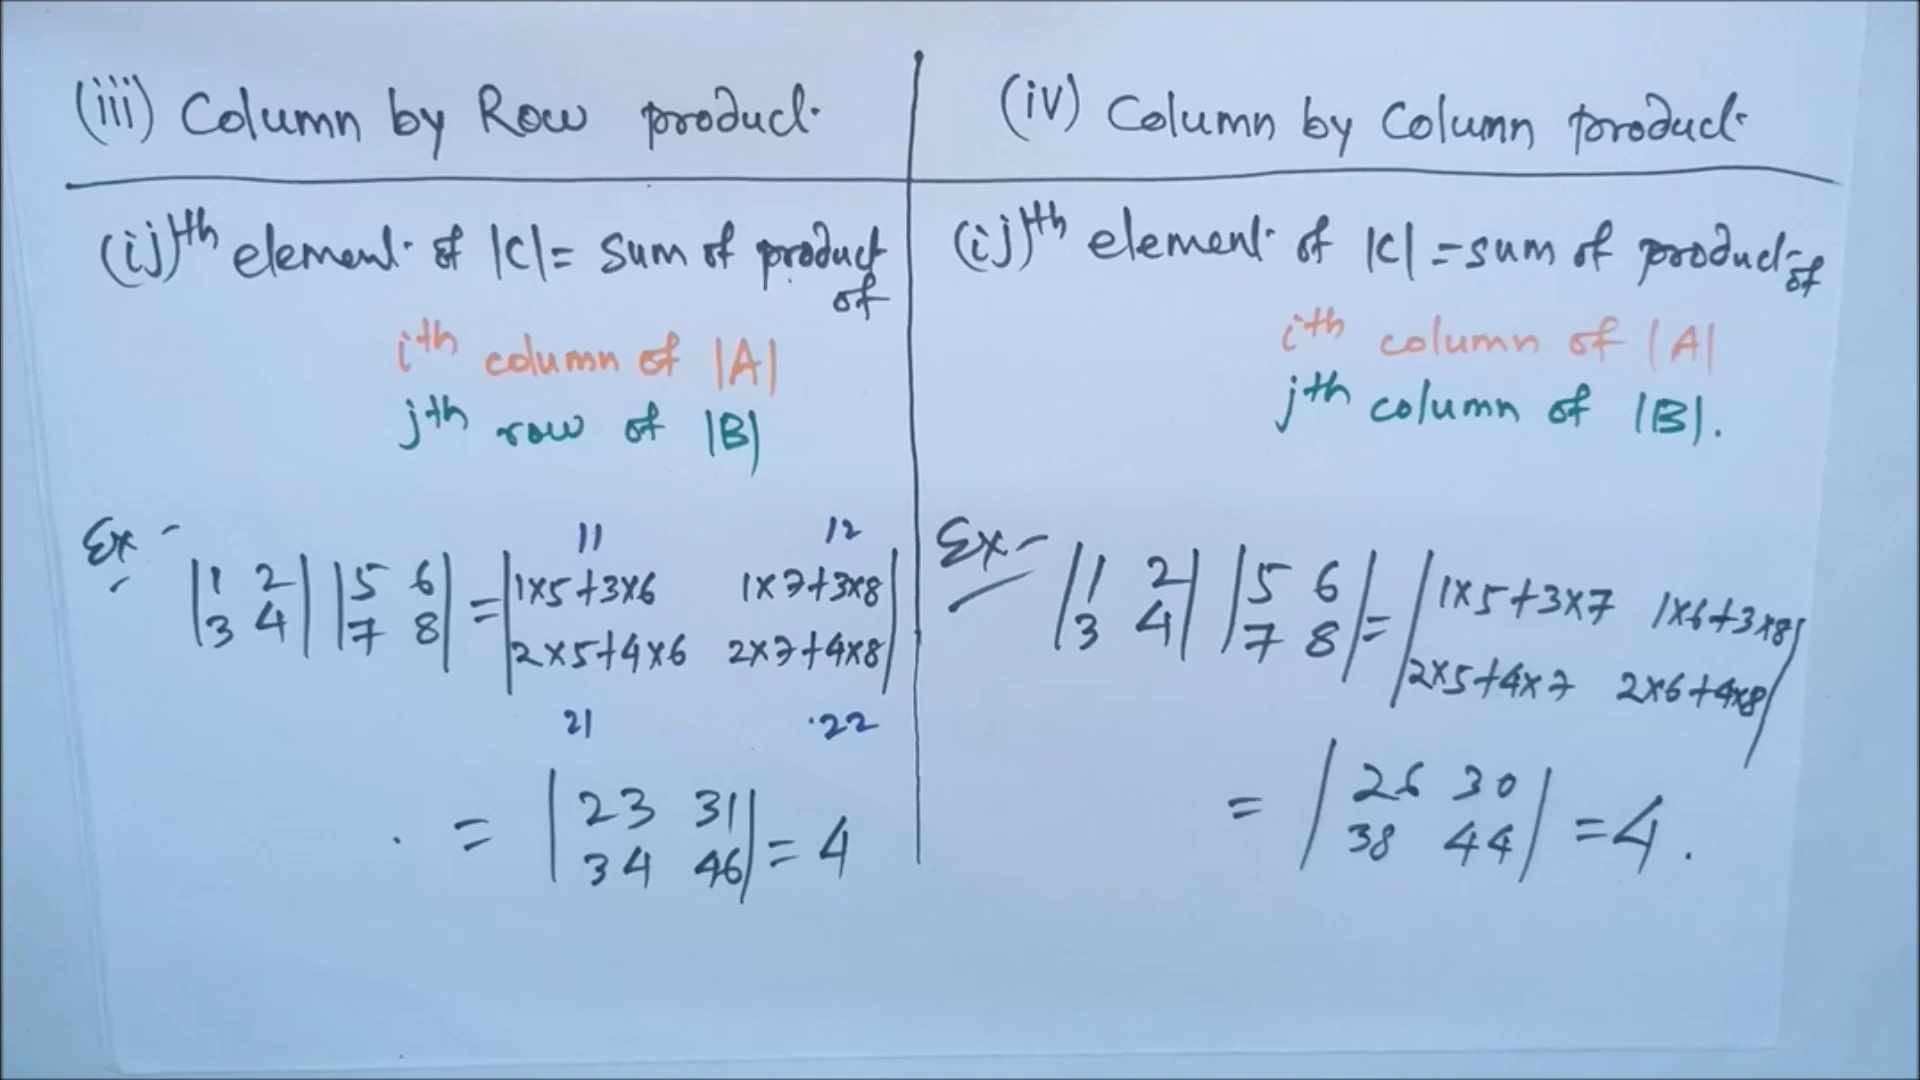 (iii) Column by Row product.
(ij)th element of |C| = Sum of product of
ith column of |A|
jth row of |B|
Ex -
11 12
|1 2| |5 6| = |1x5+3x6 1x7+3x8|
|3 4| |7 8| |2x5+4x6 2x7+4x8|
21 22
= |23 31| = 4
|34 46|
(iv) Column by Column product.
(ij)th element of |C| = sum of product of
ith column of |A|
jth column of |B|.
Ex -
|1 2| |5 6| = |1x5+3x7 1x6+3x8|
|3 4| |7 8| |2x5+4x7 2x6+4x8|
= |26 30| = 4.
|38 44|